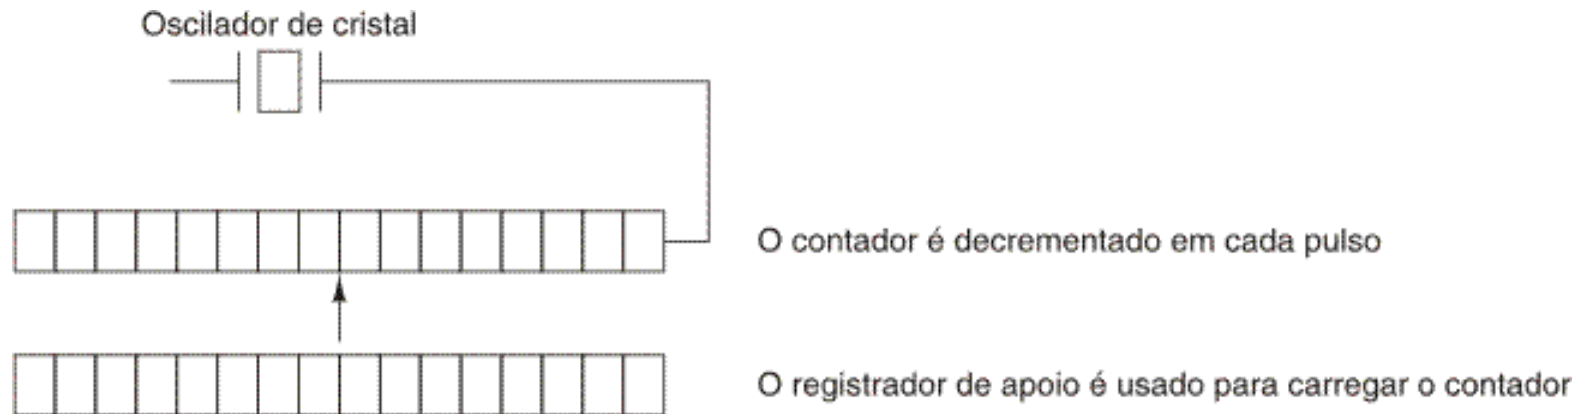 Oscilador de cristal
O contador é decrementado em cada pulso
O registrador de apoio é usado para carregar o contador